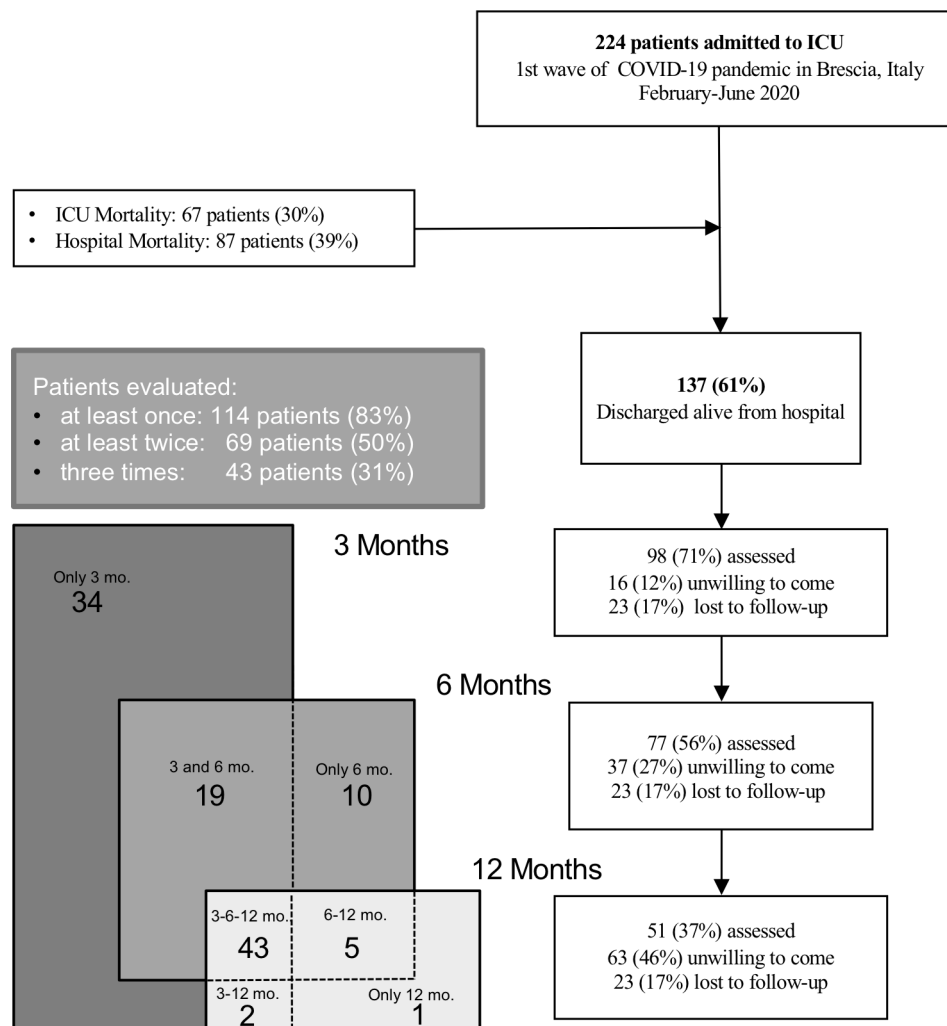 224 patients admitted to ICU
1st wave of COVID-19 pandemic in Brescia, Italy
February-June 2020
• ICU Mortality: 67 patients (30%)
• Hospital Mortality: 87 patients (39%)
137 (61%)
Discharged alive from hospital
Patients evaluated:
• at least once: 114 patients (83%)
• at least twice: 69 patients (50%)
• three times: 43 patients (31%)
3 Months
98 (71%) assessed
16 (12%) unwilling to come
23 (17%) lost to follow-up
Only 3 mo.
34
6 Months
77 (56%) assessed
37 (27%) unwilling to come
23 (17%) lost to follow-up
3 and 6 mo.
19
Only 6 mo.
10
12 Months
51 (37%) assessed
63 (46%) unwilling to come
23 (17%) lost to follow-up
3-6-12 mo.
43
6-12 mo.
5
3-12 mo.
2
Only 12 mo.
1